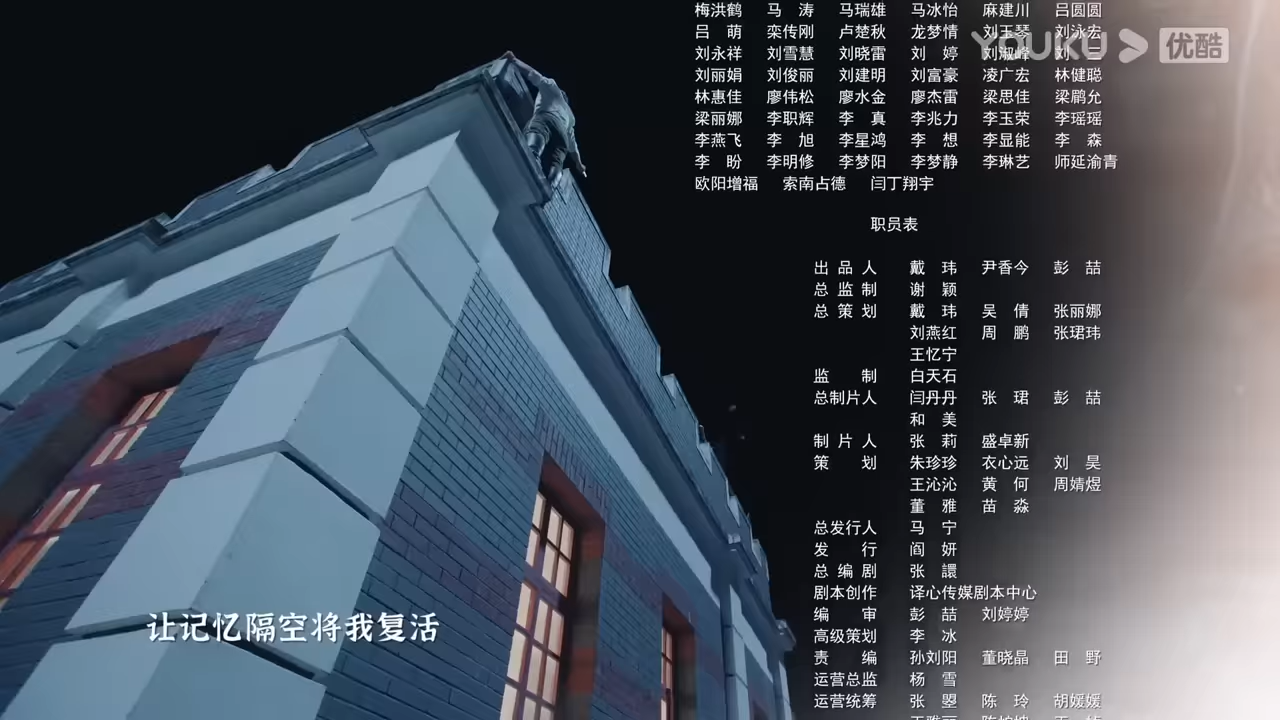 梅洪鹤 马 涛 马瑞雄 马冰怡 麻建川 吕圆圆
吕 萌 栾传刚 卢楚秋 龙梦情 刘玉琴 刘泳宏
YOUKU 优酷
刘永祥 刘雪慧 刘晓雷 刘 婷 刘淑峰 刘 三
刘丽娟 刘俊丽 刘建明 刘富豪 凌广宏 林健聪
林惠佳 廖伟松 廖水金 廖杰雷 梁思佳 梁鹛允
梁丽娜 李职辉 李 真 李兆力 李玉荣 李瑶瑶
李燕飞 李 旭 李星鸿 李 想 李显能 李 森
李 盼 李明修 李梦阳 李梦静 李琳艺 师延渝青
欧阳增福 索南占德 闫丁翔宇
职员表
出品人 戴 玮 尹香今 彭 喆
总监制 谢 颖
总策划 戴 玮 吴 倩 张丽娜
刘燕红 周 鹏 张珺玮
王忆宁
监 制 白天石
总制片人 闫丹丹 张 珺 彭 喆
和 美
制片人 张 莉 盛卓新
策 划 朱珍珍 衣心远 刘 昊
王沁沁 黄 何 周婧煜
董 雅 苗 淼
总发行人 马 宁
发 行 阎 妍
总编剧 张 譞
剧本创作 译心传媒剧本中心
编 审 彭 喆 刘婷婷
高级策划 李 冰
责 编 孙刘阳 董晓晶 田 野
运营总监 杨 雪
运营统筹 张 曌 陈 玲 胡媛媛
让记忆隔空将我复活